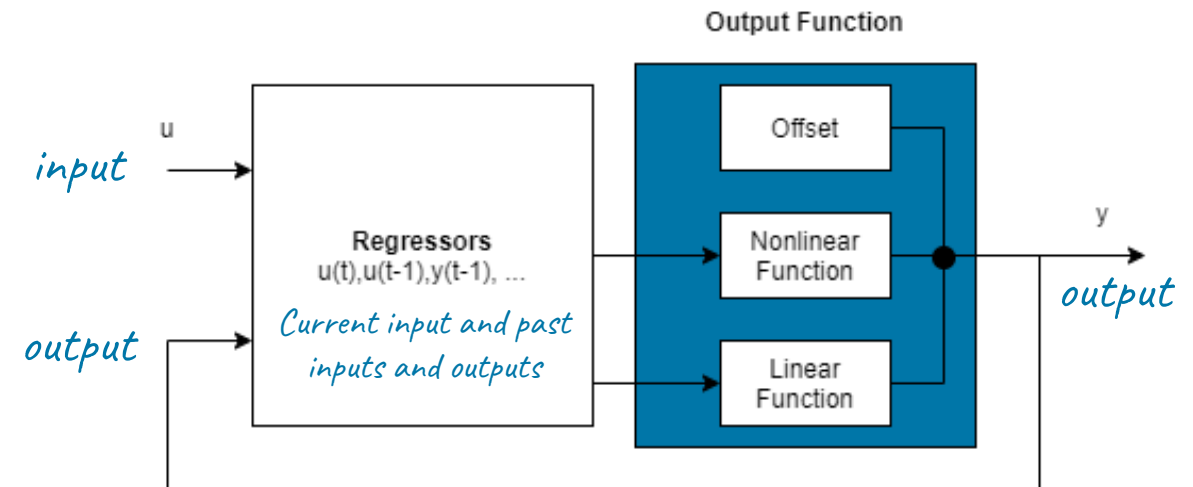 Output Function
u
input
Offset
Regressors
u(t),u(t-1),y(t-1), ...
Current input and past
inputs and outputs
Nonlinear
Function
y
output
output
Linear
Function